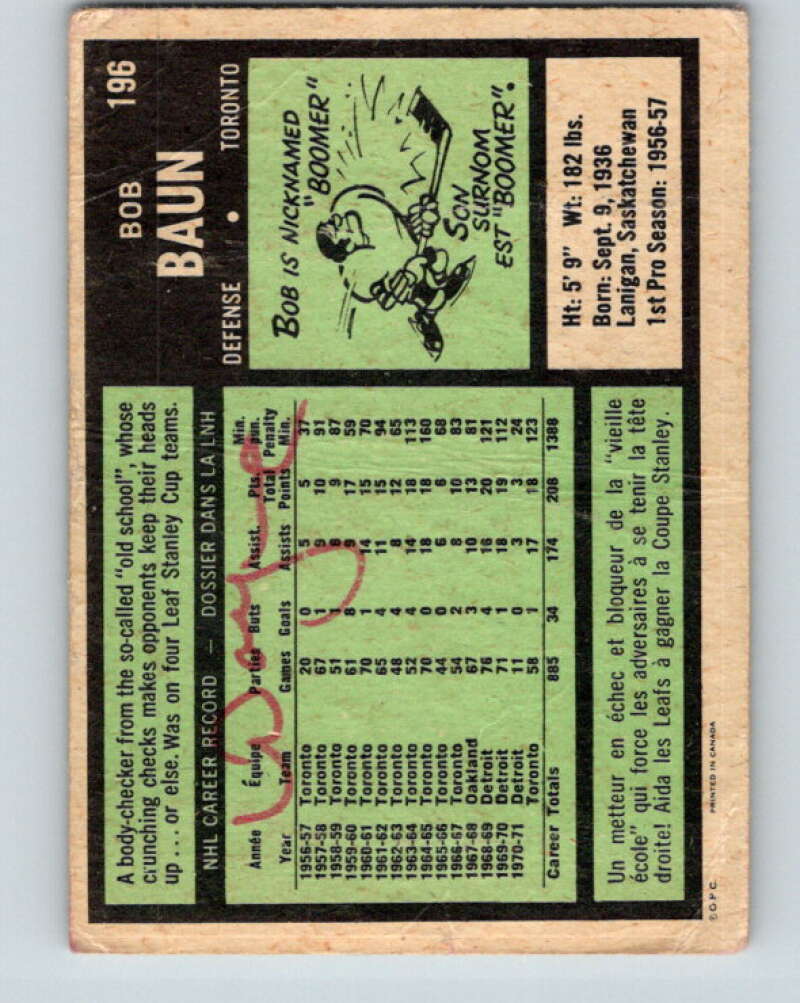 196
BOB
BAUN
DEFENSE • TORONTO
A body-checker from the so-called "old school", whose
crunching checks makes opponents keep their heads
up . . . or else. Was on four Leaf Stanley Cup teams.
BOB IS NICKNAMED
"BOOMER"
SON
SURNOM
EST "BOOMER".
NHL CAREER RECORD — DOSSIER DANS LA LNH
Année Équipe Parties Buts Assist. Pts. Min. pun.
Year Team Games Goals Assists Total Points Penalty Min.
1956-57 Toronto 20 0 5 5 37
1957-58 Toronto 67 1 9 10 91
1958-59 Toronto 51 1 8 9 87
1959-60 Toronto 61 8 9 17 59
1960-61 Toronto 70 1 14 15 70
1961-62 Toronto 65 4 11 15 94
1962-63 Toronto 48 4 8 12 65
1963-64 Toronto 52 4 14 18 113
1964-65 Toronto 70 0 18 18 160
1965-66 Toronto 44 0 6 6 68
1966-67 Toronto 54 2 8 10 83
1967-68 Oakland 67 3 10 13 81
1968-69 Detroit 76 4 16 20 121
1969-70 Detroit 71 1 18 19 112
1970-71 Detroit 11 0 3 3 24
Toronto 58 1 17 18 123
Career Totals 885 34 174 208 1388
Ht: 5' 9" Wt: 182 lbs.
Born: Sept. 9, 1936
Lanigan, Saskatchewan
1st Pro Season: 1956-57
Un metteur en échec et bloqueur de la "vieille
école" qui force les adversaires à se tenir la tête
droite! Aida les Leafs à gagner la Coupe Stanley.
© O.P.C. PRINTED IN CANADA